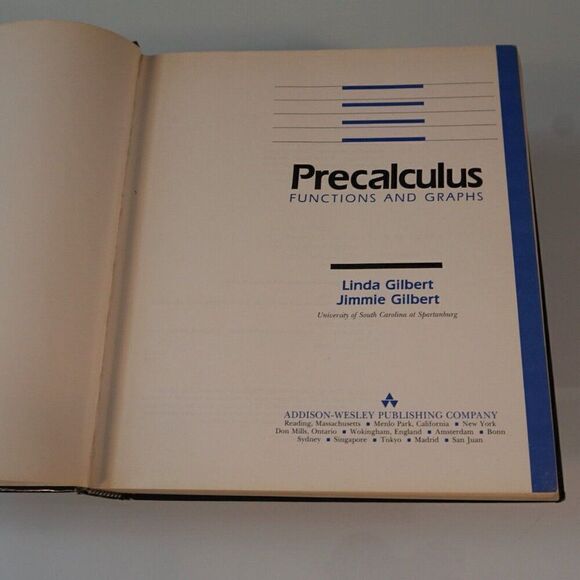 Precalculus
FUNCTIONS AND GRAPHS
Linda Gilbert
Jimmie Gilbert
University of South Carolina at Spartanburg
ADDISON-WESLEY PUBLISHING COMPANY
Reading, Massachusetts ■ Menlo Park, California ■ New York
Don Mills, Ontario ■ Wokingham, England ■ Amsterdam ■ Bonn
Sydney ■ Singapore ■ Tokyo ■ Madrid ■ San Juan